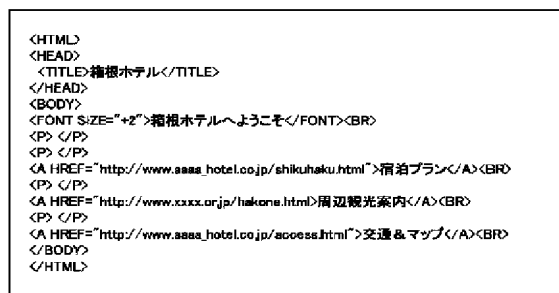 <HTML>
<HEAD>
<TITLE>箱根ホテル</TITLE>
</HEAD>
<BODY>
<FONT SIZE="+2">箱根ホテルへようこそ</FONT><BR>
<P> </P>
<P> </P>
<A HREF="http://www.aaaa_hotel.co.jp/shikuhaku.html">宿泊プラン</A><BR>
<P> </P>
<A HREF="http://www.xxxx.or.jp/hakone.html>周辺観光案内</A><BR>
<P> </P>
<A HREF="http://www.aaaa_hotel.co.jp/access.html">交通&マップ</A><BR>
</BODY>
</HTML>